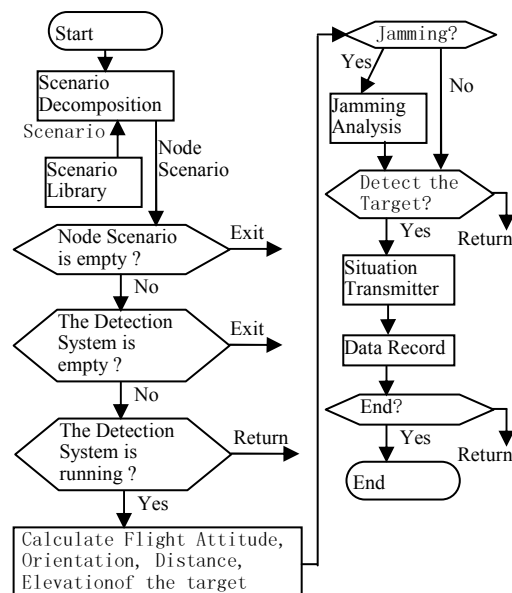 Start
Scenario
Decomposition
Scenario
Node
Scenario
Scenario
Library
Node Scenario
is empty ?
Exit
No
The Detection
System is
empty ?
Exit
No
The Detection
System is
running ?
Return
Yes
Calculate Flight Attitude,
Orientation, Distance,
Elevationof the target
Jamming?
Yes
No
Jamming
Analysis
Detect the
Target?
Return
Yes
Situation
Transmitter
Data Record
End?
Return
Yes
End